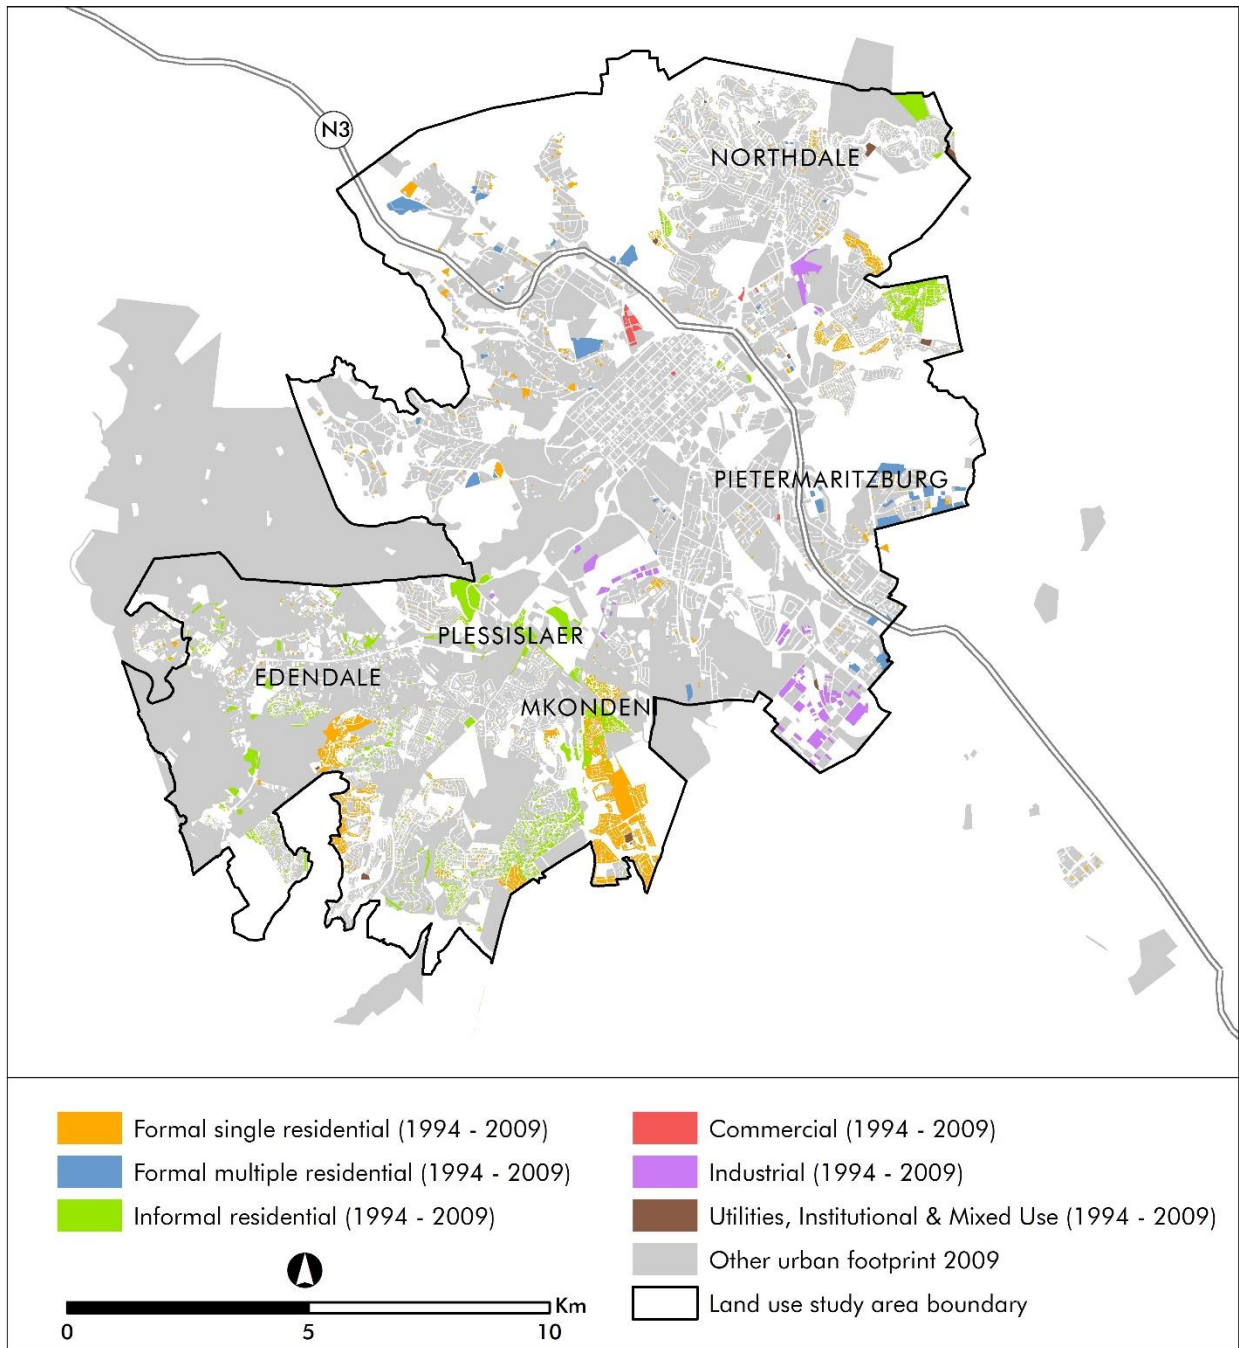 N3
NORTHDALE
PIETERMARITZBURG
PLESSISLAER
EDENDALE
MKONDENI
Formal single residential (1994 - 2009)
Formal multiple residential (1994 - 2009)
Informal residential (1994 - 2009)
Commercial (1994 - 2009)
Industrial (1994 - 2009)
Utilities, Institutional & Mixed Use (1994 - 2009)
Other urban footprint 2009
Land use study area boundary
Km
0 5 10